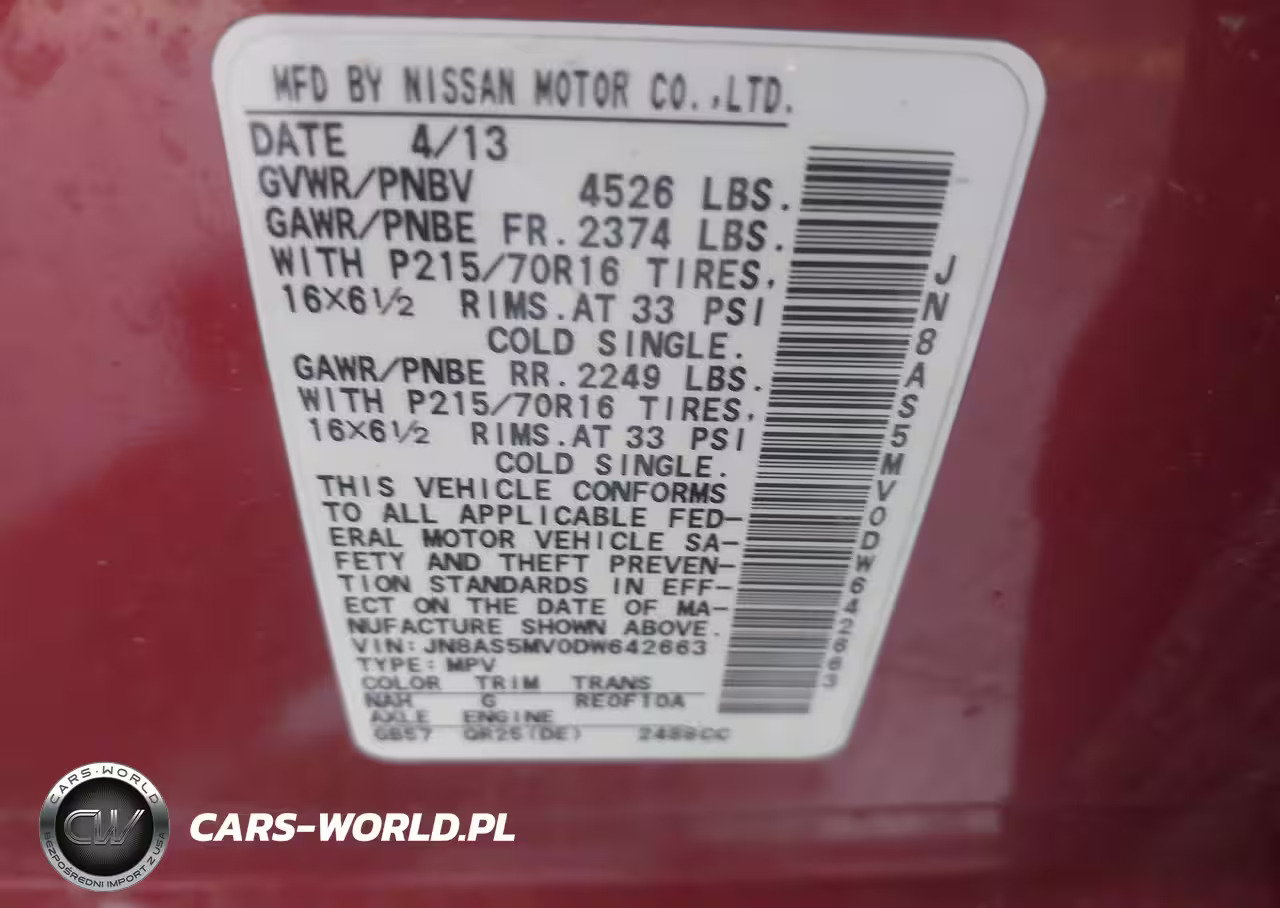 MFD BY NISSAN MOTOR CO.,LTD.
DATE 4/13
GVWR/PNBV 4526 LBS.
GAWR/PNBE FR.2374 LBS.
WITH P215/70R16 TIRES,
16X6½ RIMS.AT 33 PSI
COLD SINGLE.
GAWR/PNBE RR.2249 LBS.
WITH P215/70R16 TIRES,
16X6½ RIMS.AT 33 PSI
COLD SINGLE.
THIS VEHICLE CONFORMS
TO ALL APPLICABLE FED-
ERAL MOTOR VEHICLE SA-
FETY AND THEFT PREVEN-
TION STANDARDS IN EFF-
ECT ON THE DATE OF MA-
NUFACTURE SHOWN ABOVE.
VIN:JN8AS5MV0DW642663
TYPE:MPV
COLOR TRIM TRANS
NAH G RE0F10A
AXLE ENGINE
GB57 QR25(DE) 2488CC
JN8AS5MV0DW642663
CARS-WORLD
CW
BEZPOŚREDNI IMPORT Z USA
CARS-WORLD.PL